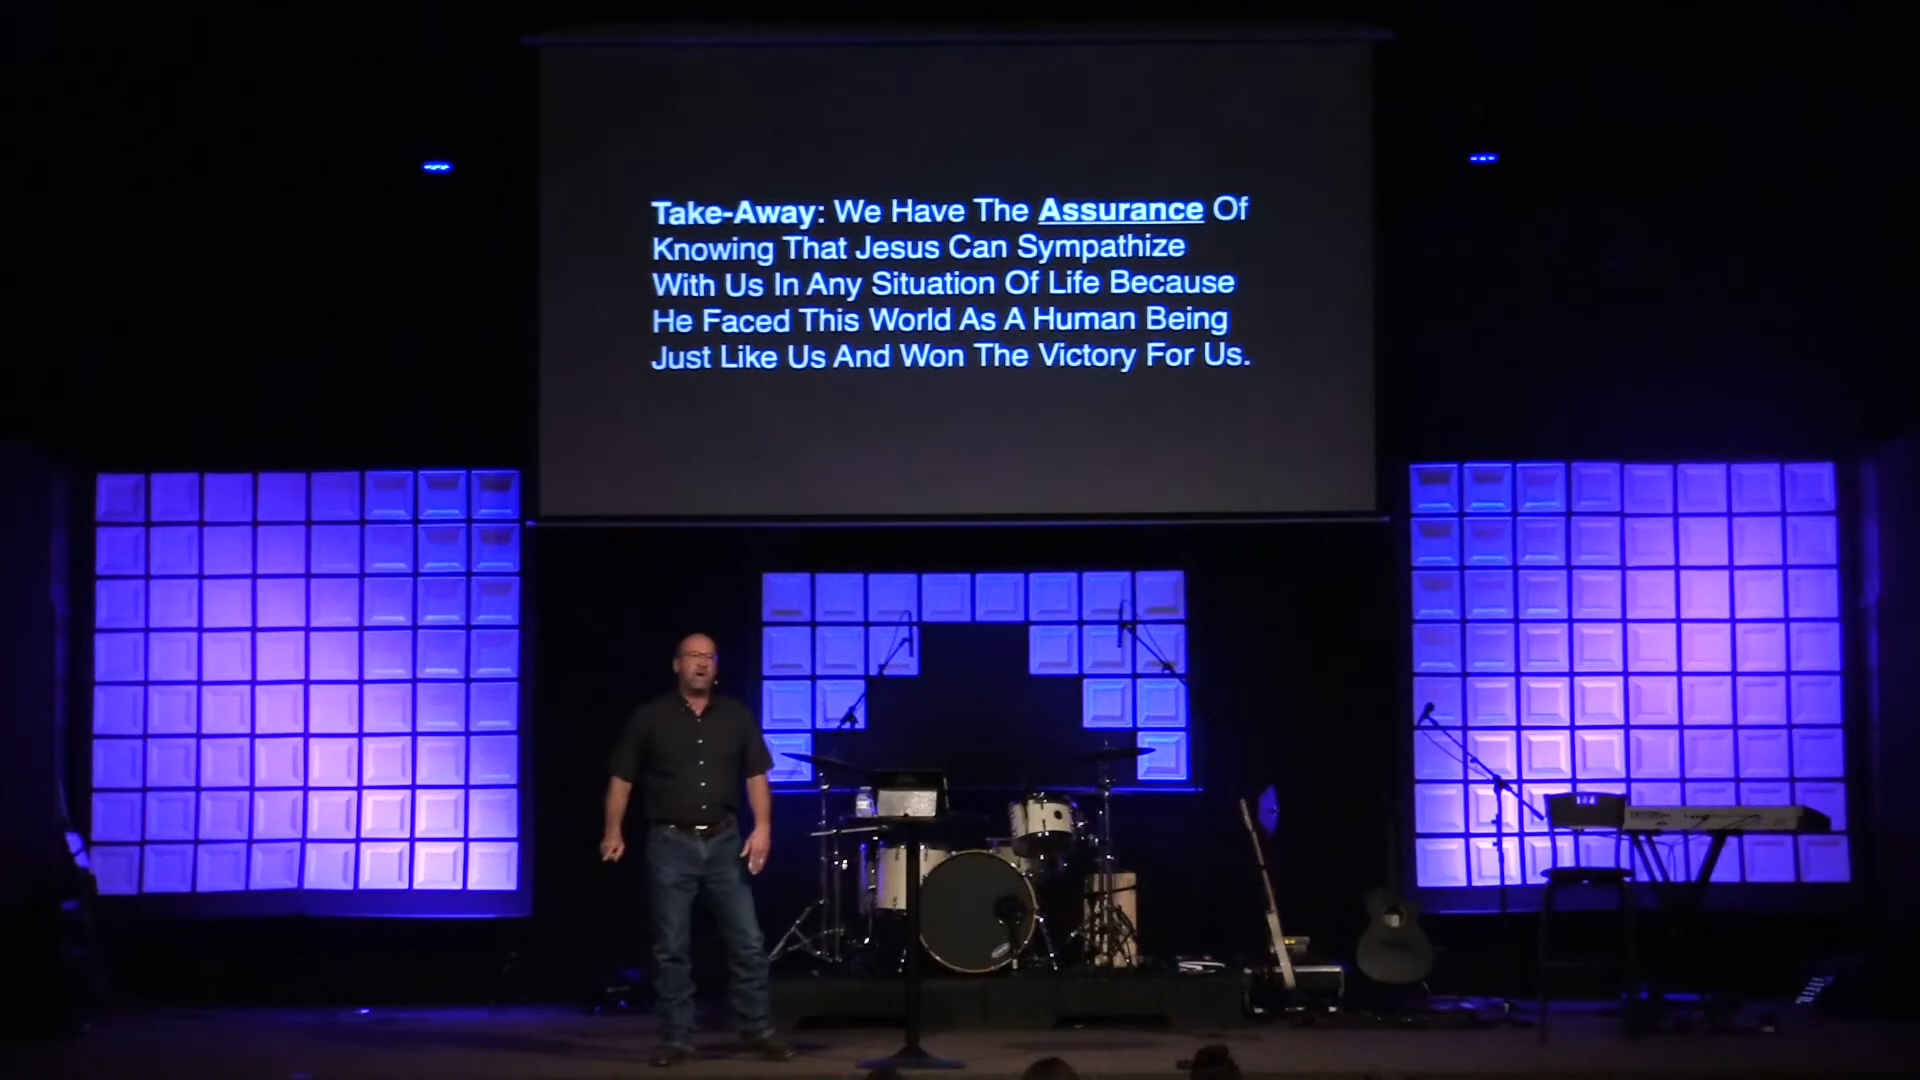 Take-Away: We Have The Assurance Of
Knowing That Jesus Can Sympathize
With Us In Any Situation Of Life Because
He Faced This World As A Human Being
Just Like Us And Won The Victory For Us.